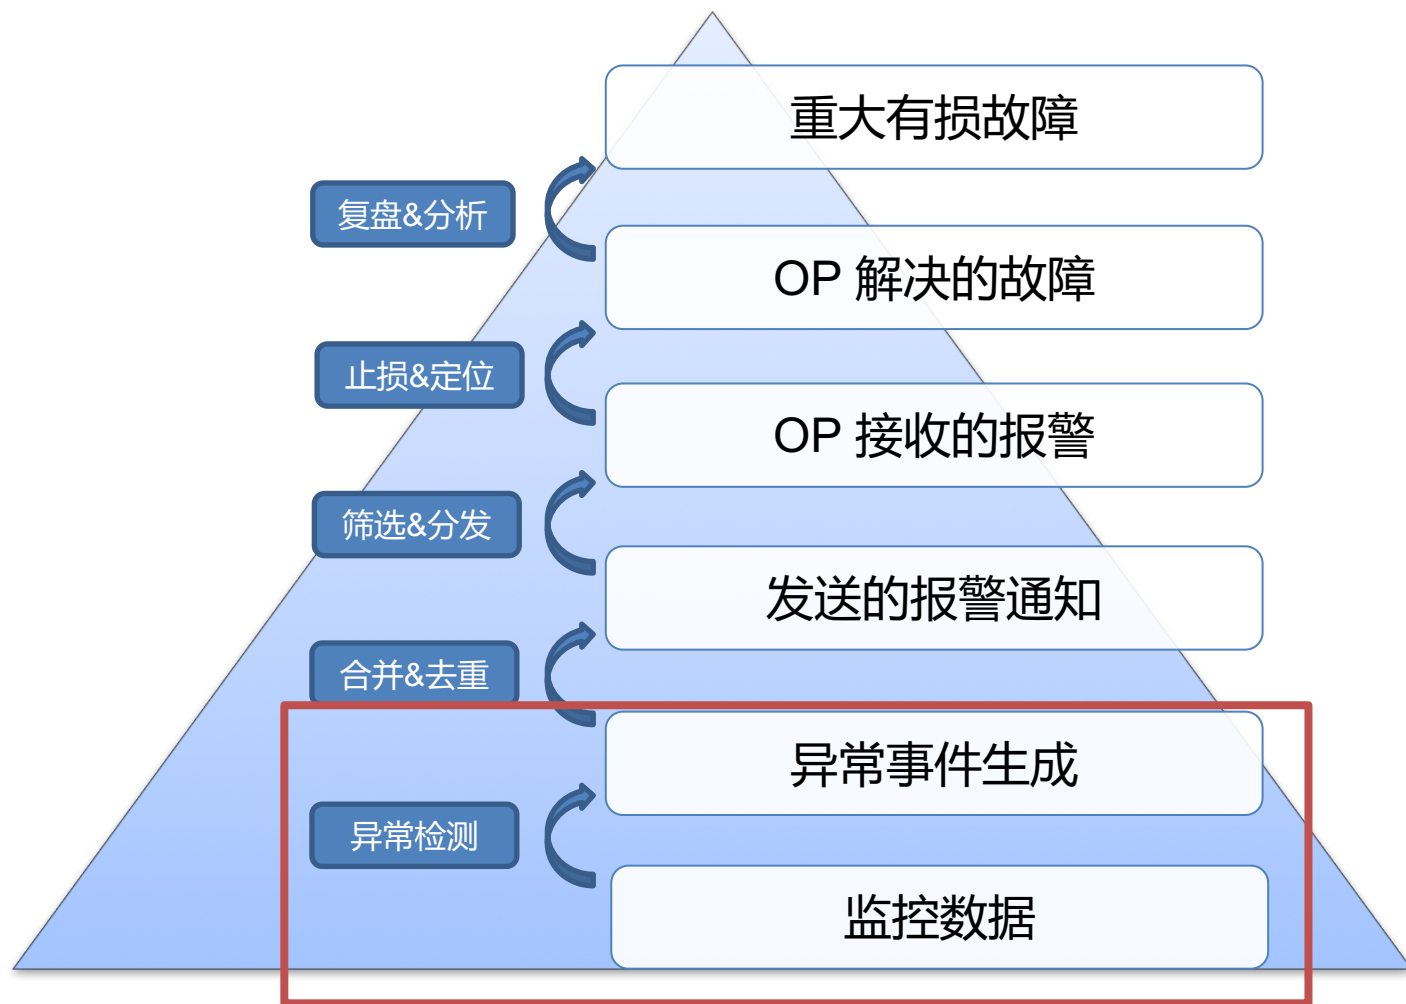 重大有损故障
复盘&分析
OP 解决的故障
止损&定位
OP 接收的报警
筛选&分发
发送的报警通知
合并&去重
异常事件生成
异常检测
监控数据